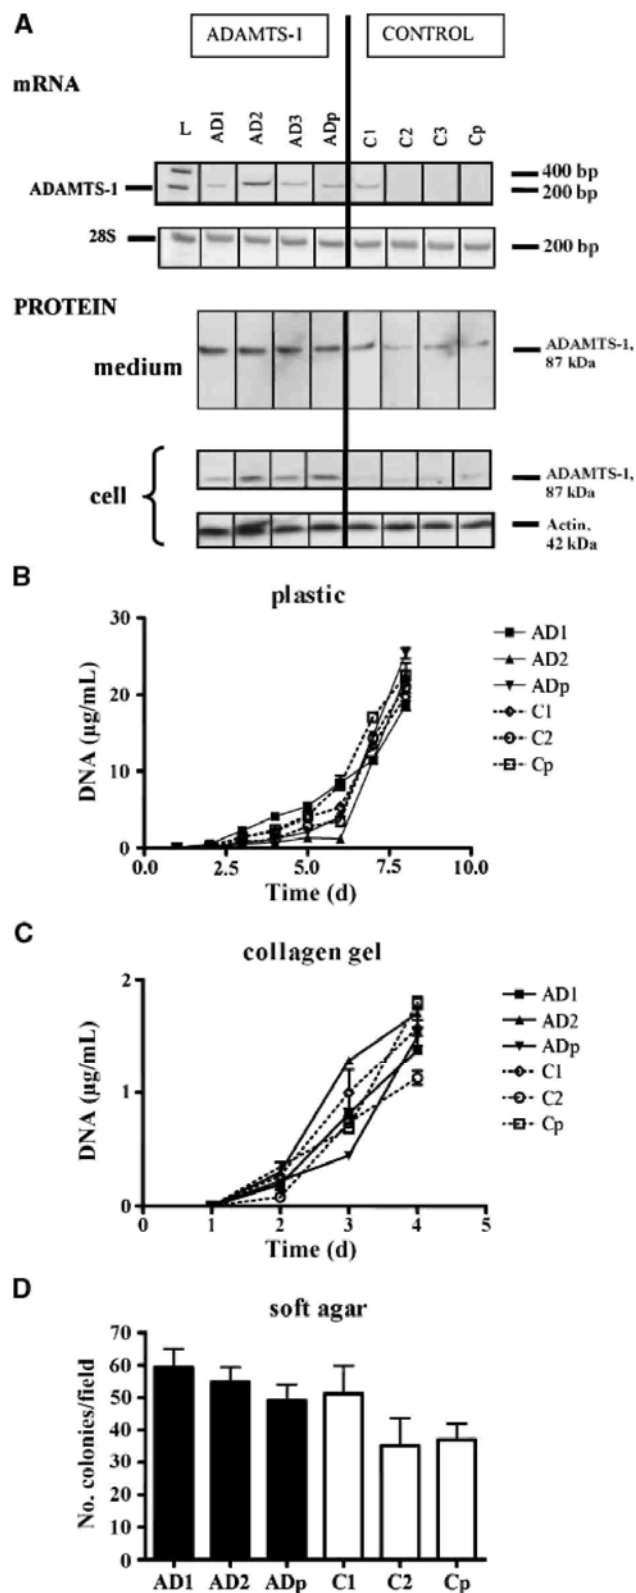 A
ADAMTS-1 CONTROL
mRNA
L AD1 AD2 AD3 ADp C1 C2 C3 Cp
400 bp
ADAMTS-1 200 bp
28S 200 bp
PROTEIN
medium ADAMTS-1,
87 kDa
cell ADAMTS-1,
87 kDa
Actin,
42 kDa
B
plastic
DNA (µg/mL)
30
20
10
0
0.0 2.5 5.0 7.5 10.0
Time (d)
AD1
AD2
ADp
C1
C2
Cp
C
collagen gel
DNA (µg/mL)
2
1
0
0 1 2 3 4 5
Time (d)
AD1
AD2
ADp
C1
C2
Cp
D
soft agar
No. colonies/field
70
60
50
40
30
20
10
0
AD1 AD2 ADp C1 C2 Cp